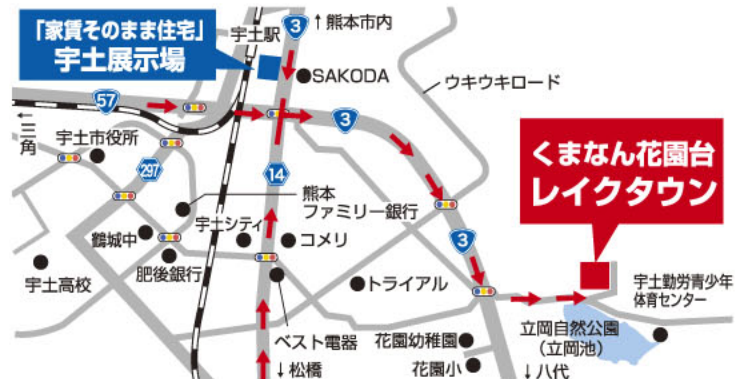 「家賃そのまま住宅」
宇土展示場
宇土駅
3
↑熊本市内
SAKODA
ウキウキロード
57
←
三角
宇土市役所
3
くまなん花園台
レイクタウン
297
14
熊本
ファミリー銀行
宇土シティ
コメリ
3
鶴城中
宇土高校
肥後銀行
トライアル
宇土勤労青少年
体育センター
ベスト電器
花園幼稚園
立岡自然公園
（立岡池）
↓松橋
花園小
↓八代